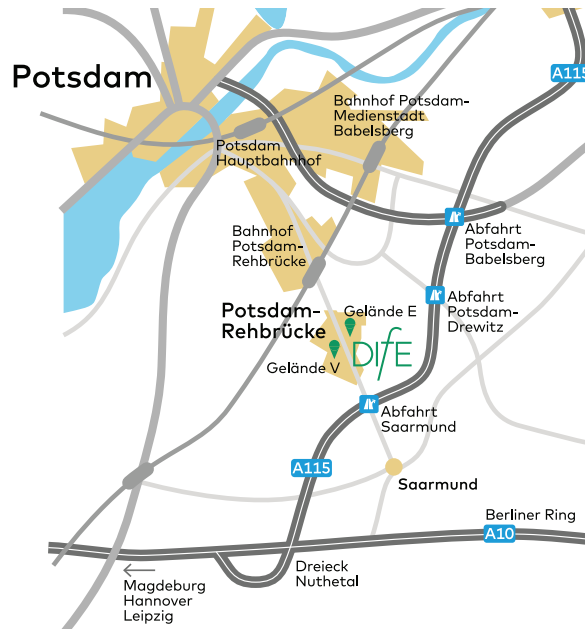 A115
Potsdam
Bahnhof Potsdam-
Medienstadt
Babelsberg
Potsdam
Hauptbahnhof
Bahnhof
Potsdam-
Rehbrücke
Abfahrt
Potsdam-
Babelsberg
Abfahrt
Potsdam-
Drewitz
Potsdam-
Rehbrücke
Gelände E
DIfE
Gelände V
Abfahrt
Saarmund
A115
Saarmund
Berliner Ring
A10
Dreieck
Nuthetal
Magdeburg
Hannover
Leipzig